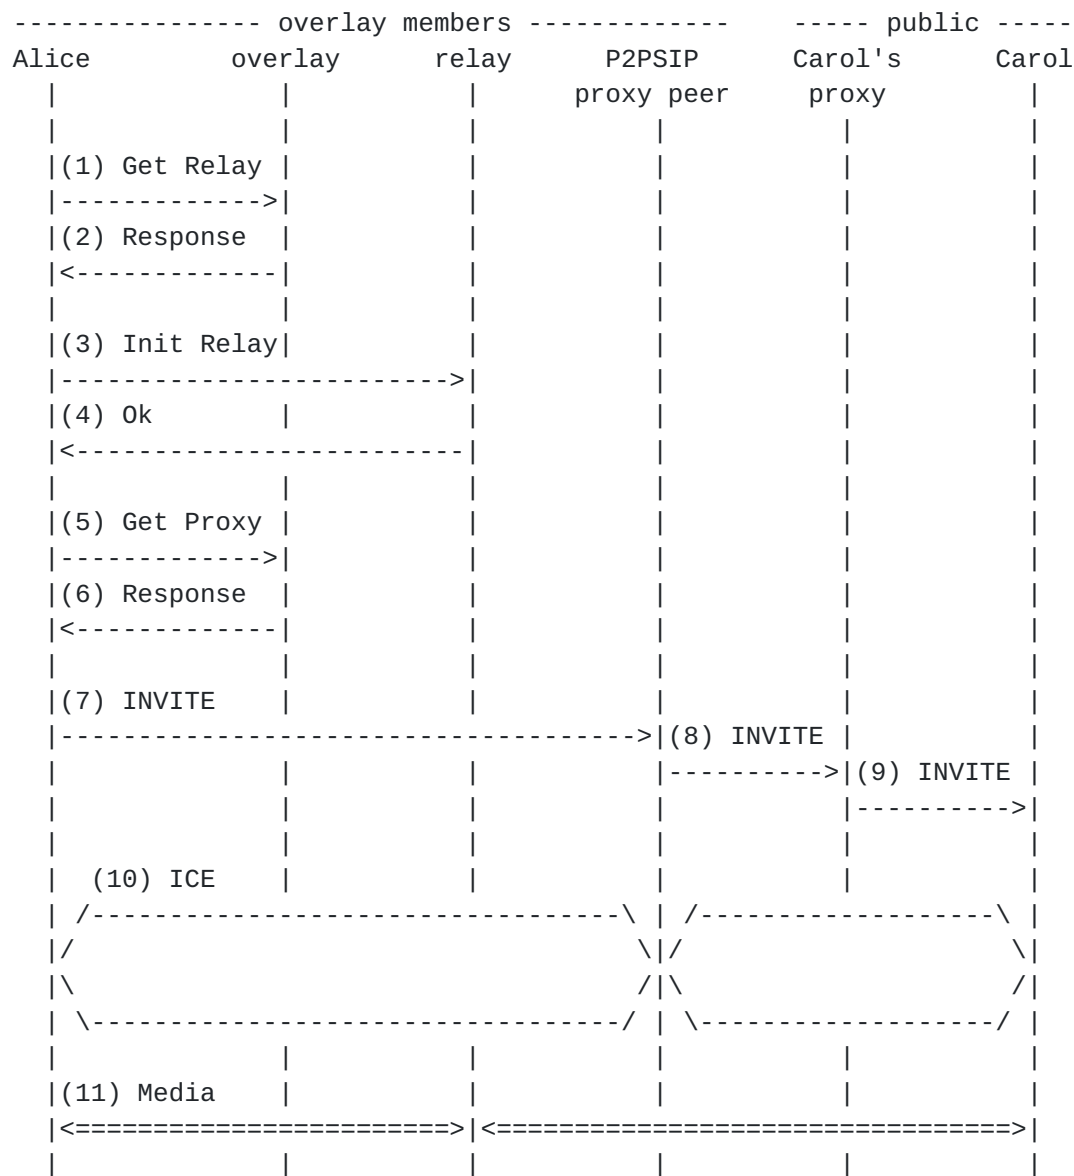 ---------------- overlay members -------------    ----- public -----
Alice         overlay      relay      P2PSIP     Carol's      Carol
proxy peer     proxy
(1) Get Relay
(2) Response
(3) Init Relay
(4) Ok
(5) Get Proxy
(6) Response
(7) INVITE
(8) INVITE
(9) INVITE
(10) ICE
(11) Media